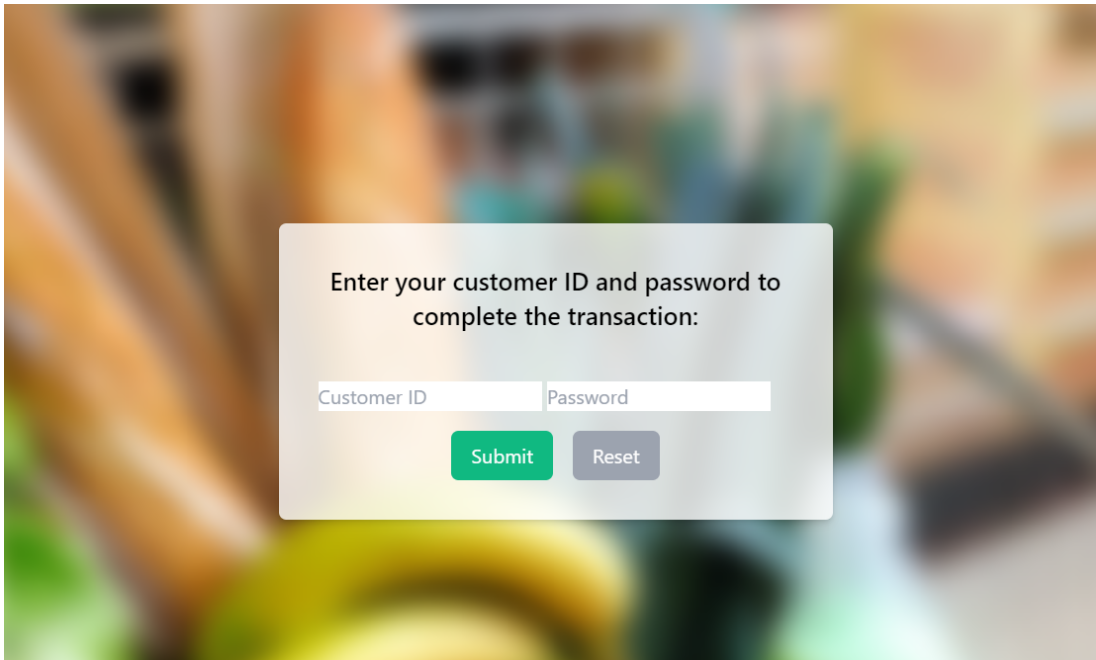 Enter your customer ID and password to
complete the transaction:
Customer ID Password
Submit Reset